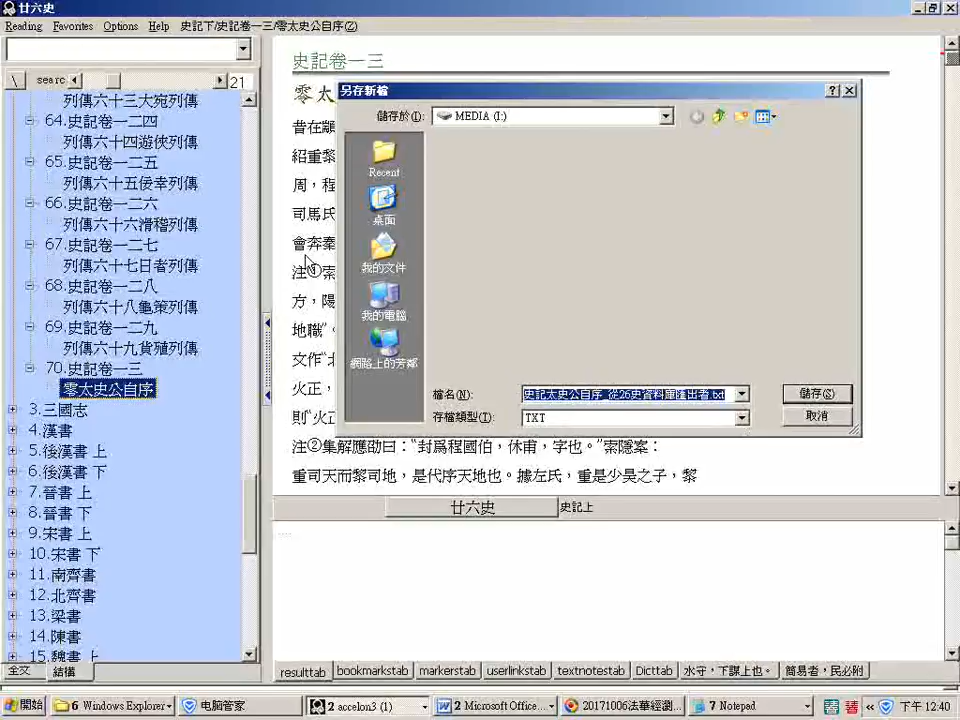 廿六史
Reading Favorites Options Help 史記下/史記卷一三/零太史公自序(Z)
\ searc 21
列傳六十三大宛列傳
64.史記卷一二四
列傳六十四遊俠列傳
65.史記卷一二五
列傳六十五佞幸列傳
66.史記卷一二六
列傳六十六滑稽列傳
67.史記卷一二七
列傳六十七日者列傳
68.史記卷一二八
列傳六十八龜策列傳
69.史記卷一二九
列傳六十九貨殖列傳
70.史記卷一三
零太史公自序
3.三國志
4.漢書
5.後漢書 上
6.後漢書 下
7.晉書 上
8.晉書 下
9.宋書 上
10.宋書 下
11.南齊書
12.北齊書
13.梁書
14.陳書
15.魏書 上
全文 結構
史記卷一三
零太
昔在顓
紹重黎
周，程
司馬氏
會奔秦
注①索
方，陽
地職”。
文作“北
火正，
則“火正
注②集解應劭曰：“封爲程國伯，休甫，字也。”索隱案：
重司天而黎司地，是代序天地也。據左氏，重是少昊之子，黎
另存新檔
儲存於(I): MEDIA (I:)
Recent
桌面
我的文件
我的電腦
網路上的芳鄰
檔名(N): 史記太史公自序_從26史資料庫匯出者.txt 儲存(S)
存檔類型(T): TXT 取消
廿六史 史記上
....
resulttab bookmarkstab markerstab userlinkstab textnotestab Dicttab 水守，下謀上也。 簡易者，民必附
開始 6 Windows Explorer 电脑管家 2 accelon3 (1) 2 Microsoft Office... 20171006法華經瀏... 7 Notepad 下午 12:40